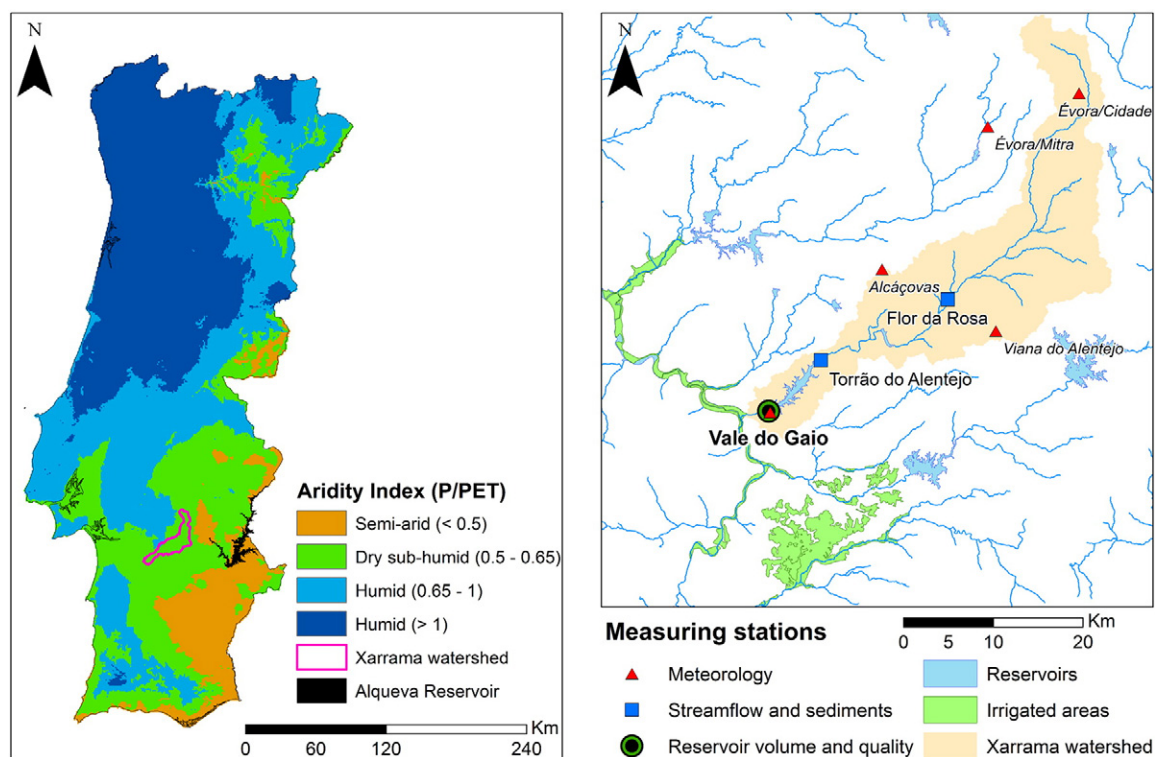 N
Aridity Index (P/PET)
Semi-arid (< 0.5)
Dry sub-humid (0.5 - 0.65)
Humid (0.65 - 1)
Humid (> 1)
Xarrama watershed
Alqueva Reservoir
Km
0 60 120 240
N
Évora/Cidade
Évora/Mitra
Alcáçovas
Flor da Rosa
Viana do Alentejo
Torrão do Alentejo
Vale do Gaio
Measuring stations
Meteorology
Streamflow and sediments
Reservoir volume and quality
Km
0 5 10 20
Reservoirs
Irrigated areas
Xarrama watershed